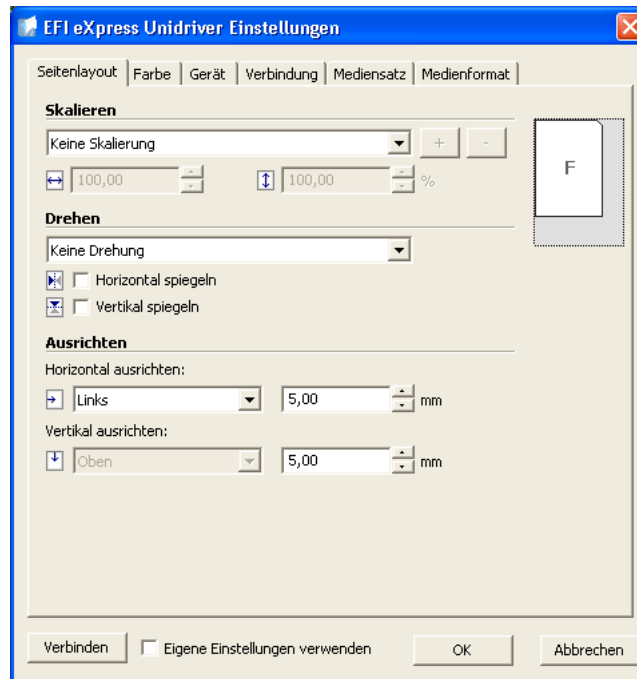 EFI eXpress Unidriver Einstellungen
Seitenlayout Farbe Gerät Verbindung Mediensatz Medienformat
Skalieren
Keine Skalierung + -
100,00 100,00 %
F
Drehen
Keine Drehung
Horizontal spiegeln
Vertikal spiegeln
Ausrichten
Horizontal ausrichten:
Links 5,00 mm
Vertikal ausrichten:
Oben 5,00 mm
Verbinden Eigene Einstellungen verwenden OK Abbrechen